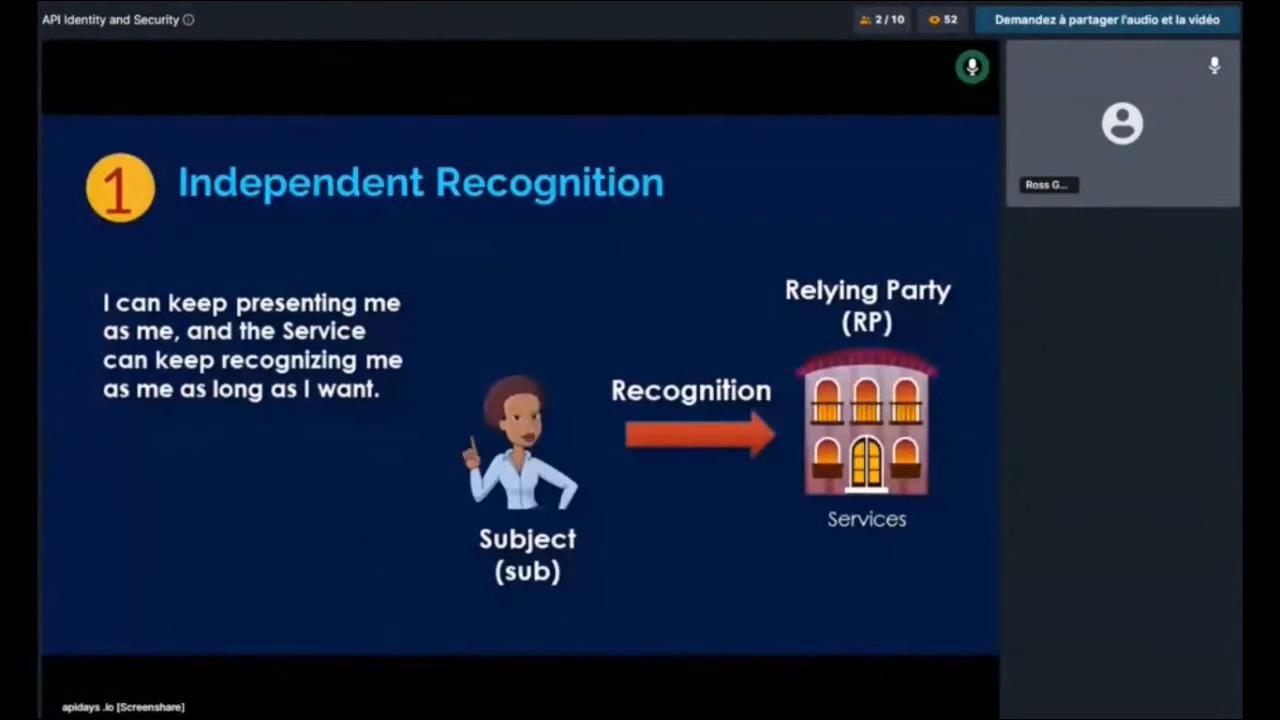 API Identity and Security
2 / 10
52
Demandez à partager l'audio et la vidéo
Ross G...
1
Independent Recognition
I can keep presenting me
as me, and the Service
can keep recognizing me
as me as long as I want.
Relying Party
(RP)
Recognition
Services
Subject
(sub)
apidays .io [Screenshare]